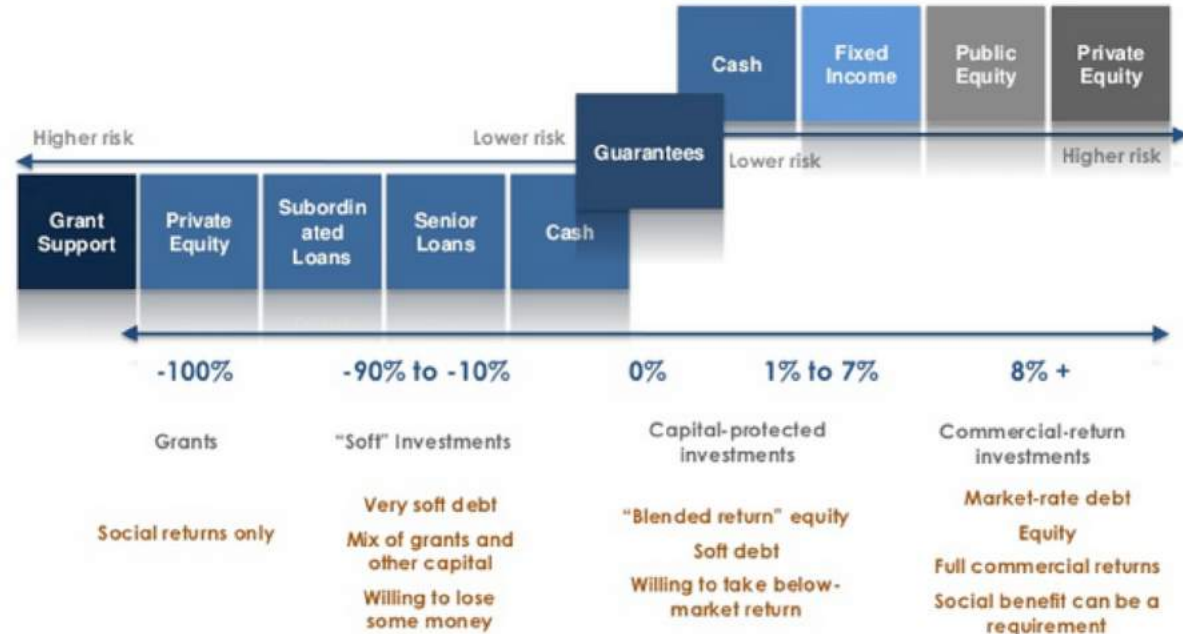 Cash
Fixed
Income
Public
Equity
Private
Equity
Higher risk
Lower risk
Guarantees
Lower risk
Higher risk
Grant
Support
Private
Equity
Subordin
ated
Loans
Senior
Loans
Cash
-100%
-90% to -10%
0%
1% to 7%
8% +
Grants
"Soft" Investments
Capital-protected
investments
Commercial-return
investments
Social returns only
Very soft debt
Mix of grants and
other capital
Willing to lose
some money
"Blended return" equity
Soft debt
Willing to take below-
market return
Market-rate debt
Equity
Full commercial returns
Social benefit can be a
requirement